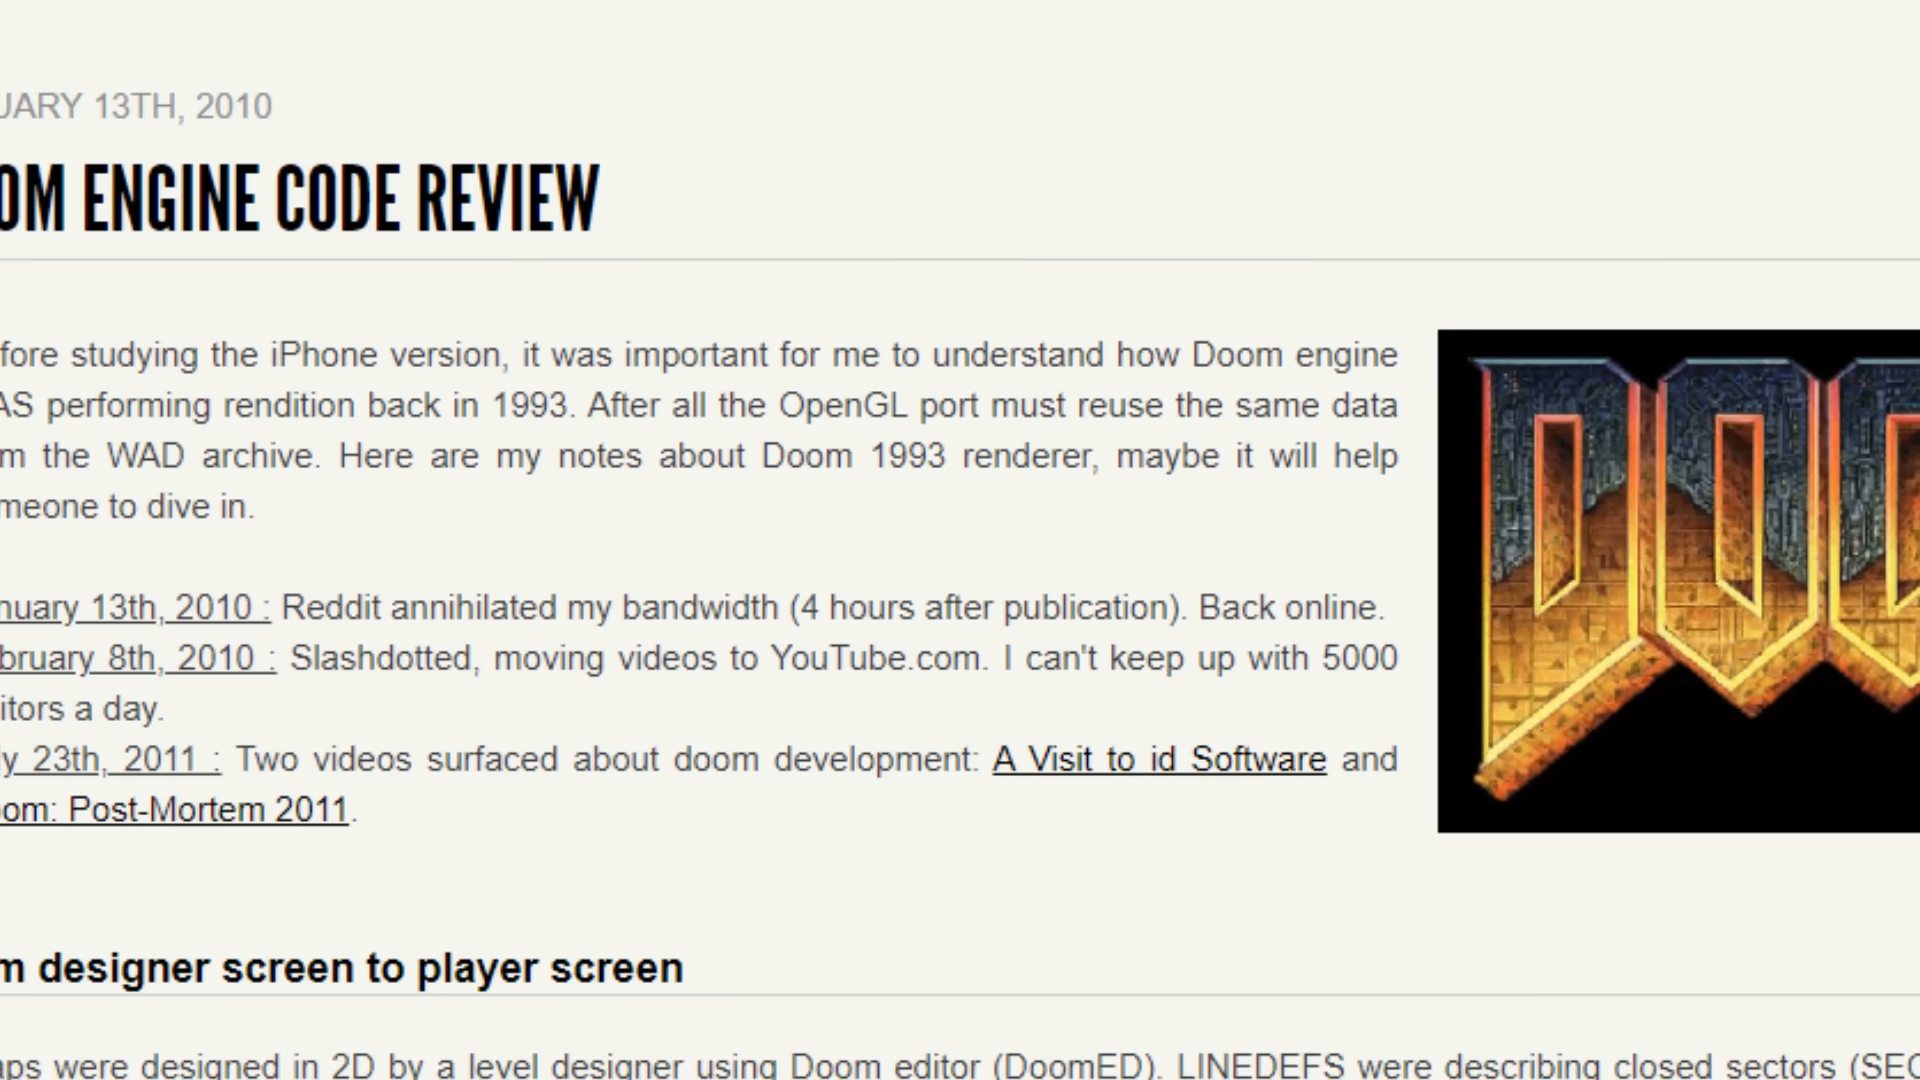 UARY 13TH, 2010
OM ENGINE CODE REVIEW
fore studying the iPhone version, it was important for me to understand how Doom engine
AS performing rendition back in 1993. After all the OpenGL port must reuse the same data
m the WAD archive. Here are my notes about Doom 1993 renderer, maybe it will help
meone to dive in.
nuary 13th, 2010 : Reddit annihilated my bandwidth (4 hours after publication). Back online.
bruary 8th, 2010 : Slashdotted, moving videos to YouTube.com. I can't keep up with 5000
itors a day.
ly 23th, 2011 : Two videos surfaced about doom development: A Visit to id Software and
oom: Post-Mortem 2011.
DOO
m designer screen to player screen
aps were designed in 2D by a level designer using Doom editor (DoomED). LINEDEFS were describing closed sectors (SEC